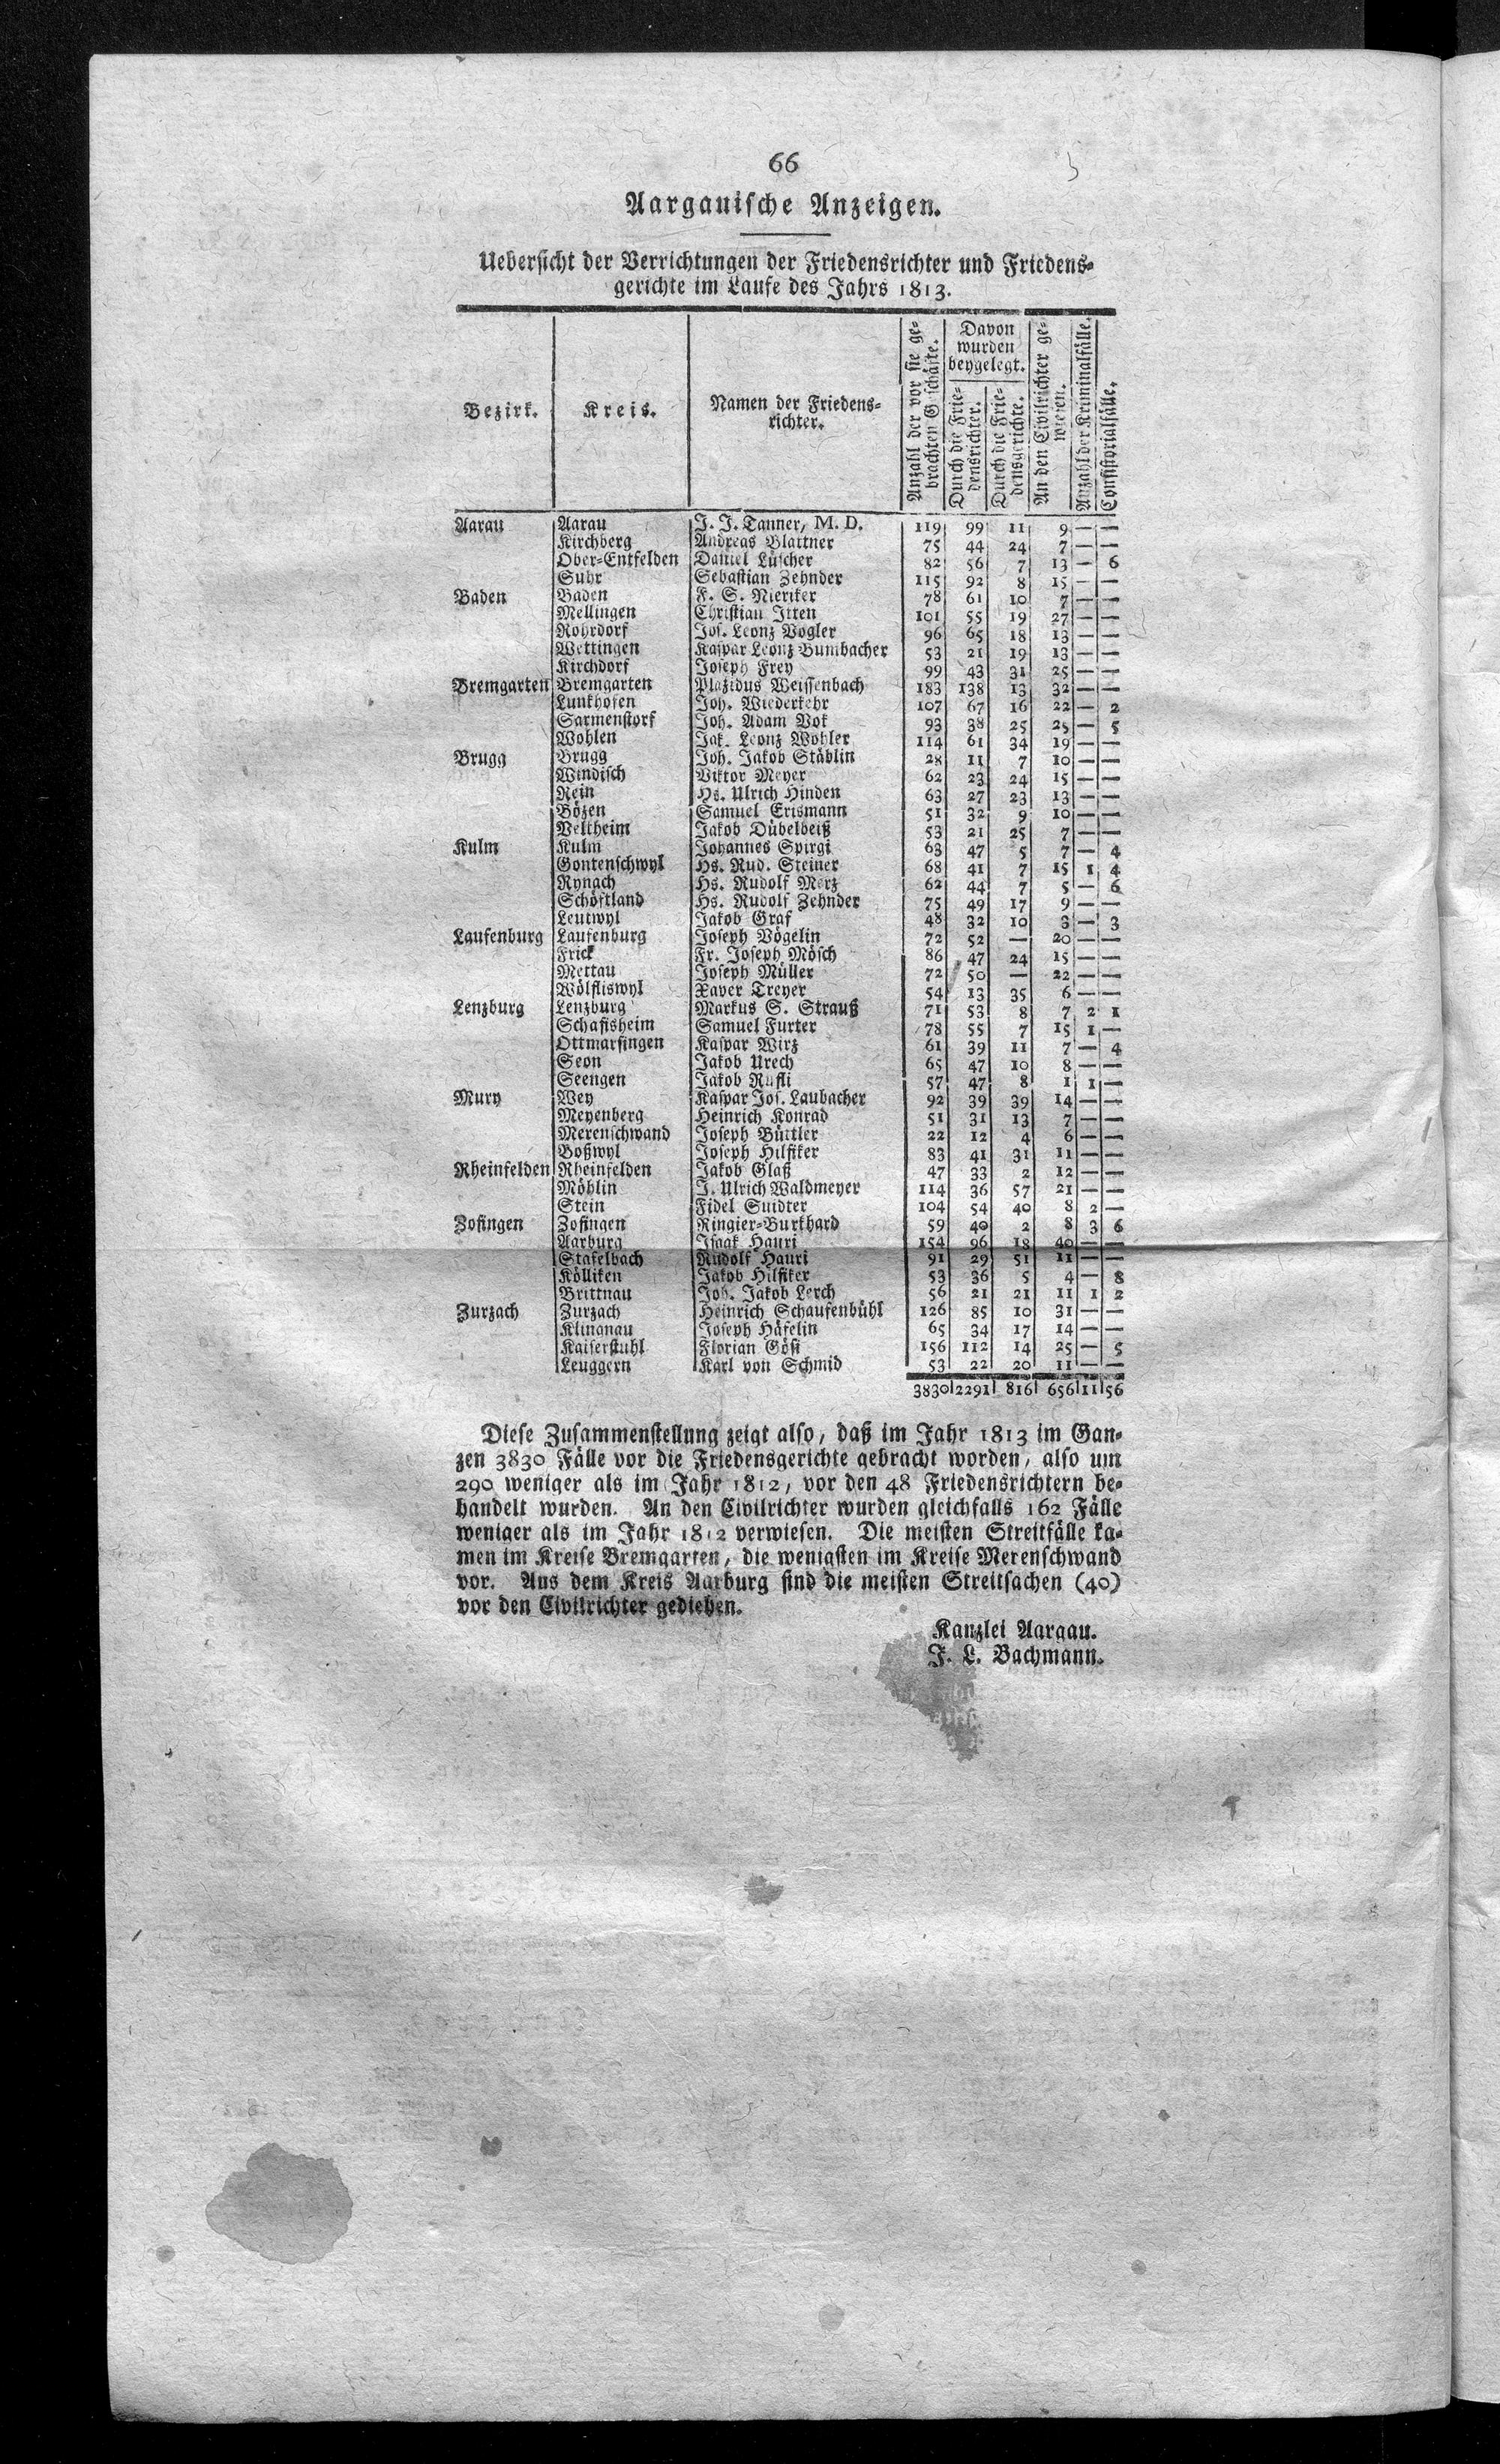 66
Aargauische Anzeigen.
Uebersicht der Verrichtungen der Friedensrichter und Friedens-
gerichte im Laufe des Jahrs 1813.
Bezirk. Kreis. Namen der Friedens-
richter. Anzahl der vor sie ge-
brachten G schäfte. Davon
wurden
beygelegt. Durch die Frie-
densrichter. Durch die Frie-
densgerichte. An den Civilrichter ge-
wiesen. Anzahl der Kriminalfälle. Consistorialfälle.
Aarau Aarau J. J. Tanner, M. D. 119 99 11 9 — —
Kirchberg Andreas Blattner 75 44 24 7 — —
Ober-Entfelden Daniel Lüscher 82 56 7 13 — 6
Suhr Sebastian Zehnder 115 92 8 15 — —
Baden Baden F. S. Nieriker 78 61 10 7 — —
Mellingen Christian Itten 101 55 19 27 — —
Rohrdorf Jos. Leonz Vogler 96 65 18 13 — —
Wettingen Kaspar Leonz Bumbacher 53 21 19 13 — —
Kirchdorf Joseph Frey 99 43 31 25 — —
Bremgarten Bremgarten Plazidus Weissenbach 183 138 13 32 — —
Lunkhofen Joh. Wiederkehr 107 67 16 22 — 2
Sarmenstorf Joh. Adam Vok 93 38 25 25 — 5
Wohlen Jak. Leonz Wohler 114 61 34 19 — —
Brugg Brugg Joh. Jakob Stäblin 28 11 7 10 — —
Windisch Viktor Meyer 62 23 24 15 — —
Rein Hs. Ulrich Hinden 63 27 23 13 — —
Bözen Samuel Erismann 51 32 9 10 — —
Veltheim Jakob Dübelbeiß 53 21 25 7 — —
Kulm Kulm Johannes Spirgi 63 47 5 7 — 4
Gontenschwyl Hs. Rud. Steiner 68 41 7 15 1 4
Rynach Hs. Rudolf Merz 62 44 7 5 — 6
Schöftland Hs. Rudolf Zehnder 75 49 17 9 — —
Leutwyl Jakob Graf 48 32 10 3 — 3
Laufenburg Laufenburg Joseph Vögelin 72 52 — 20 — —
Frick Fr. Joseph Mösch 86 47 24 15 — —
Mettau Joseph Müller 72 50 — 22 — —
Wölfliswyl Xaver Treyer 54 13 35 6 — —
Lenzburg Lenzburg Markus S. Strauß 71 53 8 7 2 1
Schafisheim Samuel Furter 78 55 7 15 1 —
Ottmarsingen Kaspar Wirz 61 39 11 7 — 4
Seon Jakob Urech 65 47 10 8 — —
Seengen Jakob Rufli 57 47 8 1 1 —
Mury Wey Kaspar Jos. Laubacher 92 39 39 14 — —
Meyenberg Heinrich Konrad 51 31 13 7 — —
Merenschwand Joseph Büttler 22 12 4 6 — —
Boßwyl Joseph Hilfiker 83 41 31 11 — —
Rheinfelden Rheinfelden Jakob Glaß 47 33 2 12 — —
Möhlin J. Ulrich Waldmeyer 114 36 57 21 — —
Stein Fidel Suidter 104 54 40 8 2 —
Zofingen Zofingen Ringier-Burkhard 59 40 2 8 3 6
Aarburg Isaak Hauri 154 96 18 40 — —
Stafelbach Rudolf Hauri 91 29 51 11 — —
Kölliken Jakob Hilfiker 53 36 5 4 — 8
Brittnau Joh. Jakob Lerch 56 21 21 11 1 2
Zurzach Zurzach Heinrich Schaufenbühl 126 85 10 31 — —
Klingnau Joseph Häfelin 65 34 17 14 — —
Kaiserstuhl Florian Gösi 156 112 14 25 — 5
Leuggern Karl von Schmid 53 22 20 11 — —
3830 2291 816 656 11 56
Diese Zusammenstellung zeigt also, daß im Jahr 1813 im Gan-
zen 3830 Fälle vor die Friedensgerichte gebracht worden, also um
290 weniger als im Jahr 1812, vor den 48 Friedensrichtern be-
handelt wurden. An den Civilrichter wurden gleichfalls 162 Fälle
weniger als im Jahr 1812 verwiesen. Die meisten Streitfälle ka-
men im Kreise Bremgarten, die wenigsten im Kreise Merenschwand
vor. Aus dem Kreis Aarburg sind die meisten Streitsachen (40)
vor den Civilrichter gediehen.
Kanzlei Aargau.
F. L. Bachmann.